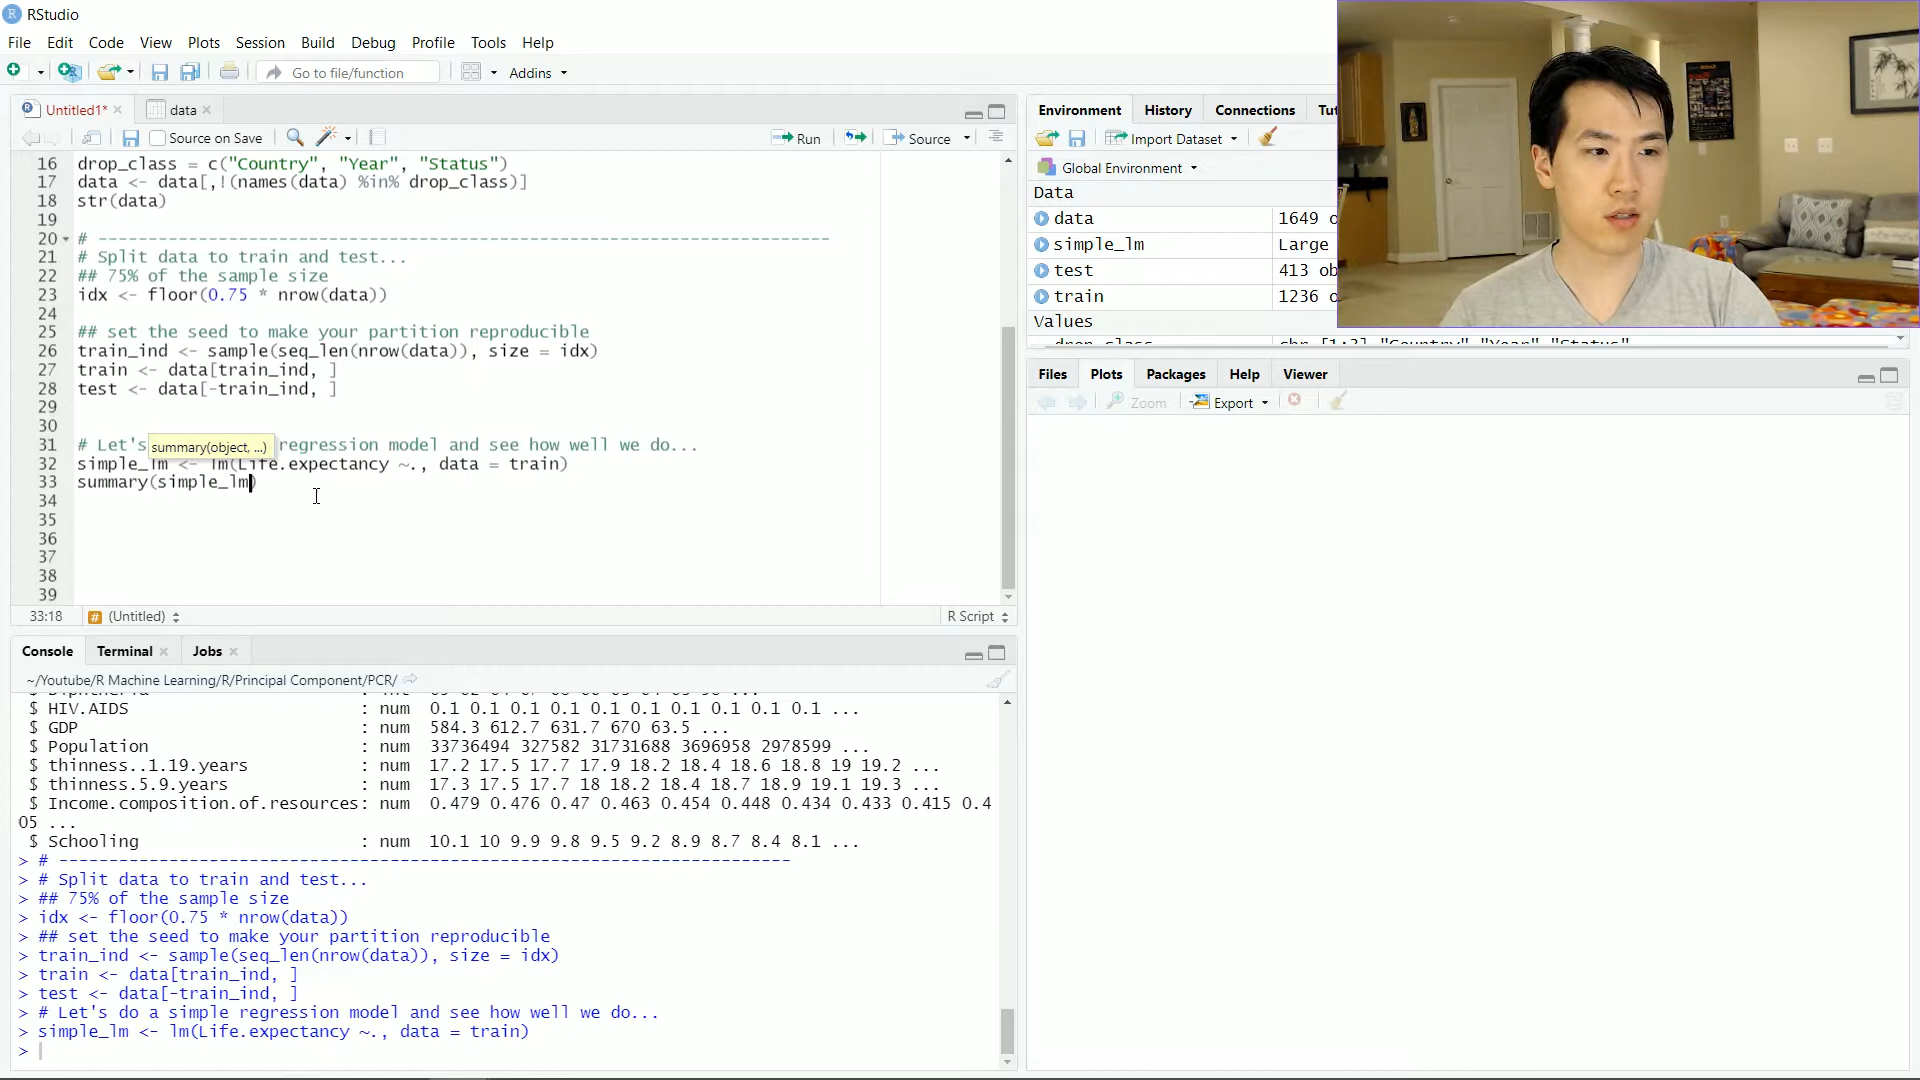 RStudio
File Edit Code View Plots Session Build Debug Profile Tools Help
Go to file/function Addins
Untitled1* data
Source on Save Run Source
16 drop_class = c("Country", "Year", "Status")
17 data <- data[,!(names(data) %in% drop_class)]
18 str(data)
19
20 # -------------------------------------------------------------------------
21 # Split data to train and test...
22 ## 75% of the sample size
23 idx <- floor(0.75 * nrow(data))
24
25 ## set the seed to make your partition reproducible
26 train_ind <- sample(seq_len(nrow(data)), size = idx)
27 train <- data[train_ind, ]
28 test <- data[-train_ind, ]
29
30
31 # Let's regression model and see how well we do...
summary(object, ...)
32 simple_lm <- lm(Life.expectancy ~., data = train)
33 summary(simple_lm)
34
35
36
37
38
39
33:18 # (Untitled) R Script
Console Terminal Jobs
~/Youtube/R Machine Learning/R/Principal Component/PCR/
$ HIV.AIDS : num 0.1 0.1 0.1 0.1 0.1 0.1 0.1 0.1 0.1 0.1 ...
$ GDP : num 584.3 612.7 631.7 670 63.5 ...
$ Population : num 33736494 327582 31731688 3696958 2978599 ...
$ thinness..1.19.years : num 17.2 17.5 17.7 17.9 18.2 18.4 18.6 18.8 19 19.2 ...
$ thinness.5.9.years : num 17.3 17.5 17.7 18 18.2 18.4 18.7 18.9 19.1 19.3 ...
$ Income.composition.of.resources: num 0.479 0.476 0.47 0.463 0.454 0.448 0.434 0.433 0.415 0.4
05 ...
$ Schooling : num 10.1 10 9.9 9.8 9.5 9.2 8.9 8.7 8.4 8.1 ...
> # -------------------------------------------------------------------------
> # Split data to train and test...
> ## 75% of the sample size
> idx <- floor(0.75 * nrow(data))
> ## set the seed to make your partition reproducible
> train_ind <- sample(seq_len(nrow(data)), size = idx)
> train <- data[train_ind, ]
> test <- data[-train_ind, ]
> # Let's do a simple regression model and see how well we do...
> simple_lm <- lm(Life.expectancy ~., data = train)
>
Environment History Connections Tu
Import Dataset
Global Environment
Data
data 1649 o
simple_lm Large
test 413 ob
train 1236 o
Values
Files Plots Packages Help Viewer
Zoom Export